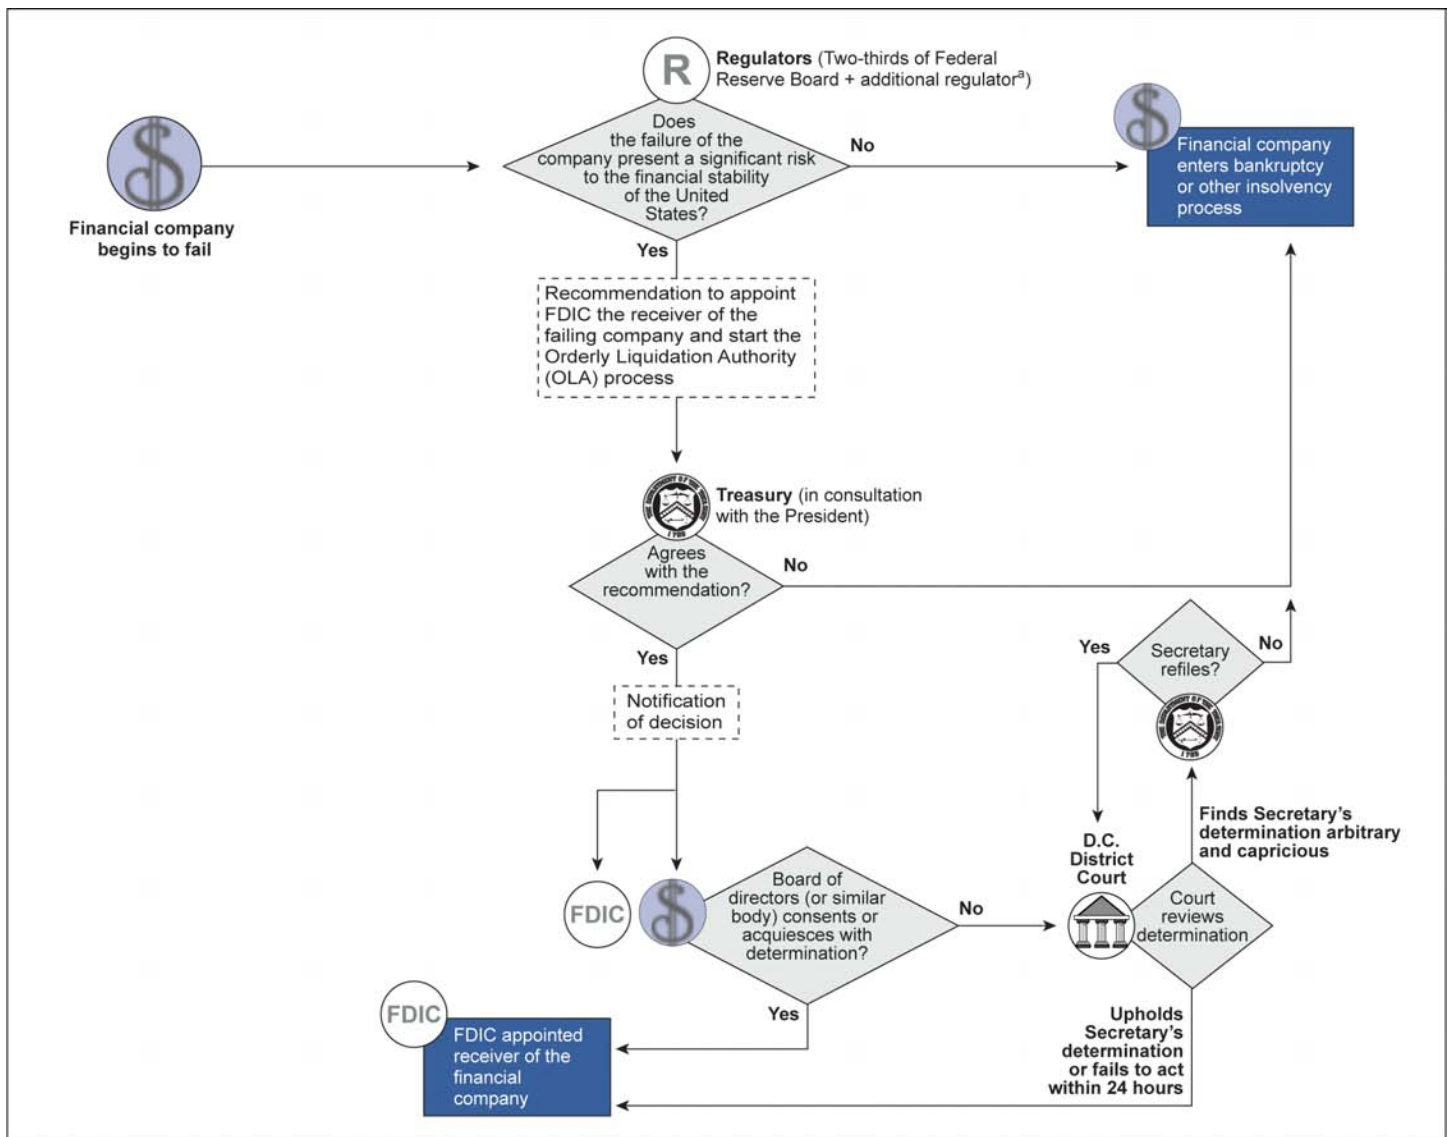 R
Regulators (Two-thirds of Federal
Reserve Board + additional regulatorª)
Does
the failure of the
company present a significant risk
to the financial stability
of the United
States?
No
Financial company
enters bankruptcy
or other insolvency
process
Financial company
begins to fail
Yes
Recommendation to appoint
FDIC the receiver of the
failing company and start the
Orderly Liquidation Authority
(OLA) process
Treasury (in consultation
with the President)
Agrees
with the
recommendation?
No
Yes
Notification
of decision
Yes
Secretary
refiles?
No
Finds Secretary's
determination arbitrary
and capricious
D.C.
District
Court
Court
reviews
determination
FDIC
Board of
directors (or similar
body) consents or
acquiesces with
determination?
No
Yes
Upholds
Secretary's
determination
or fails to act
within 24 hours
FDIC
FDIC appointed
receiver of the
financial
company